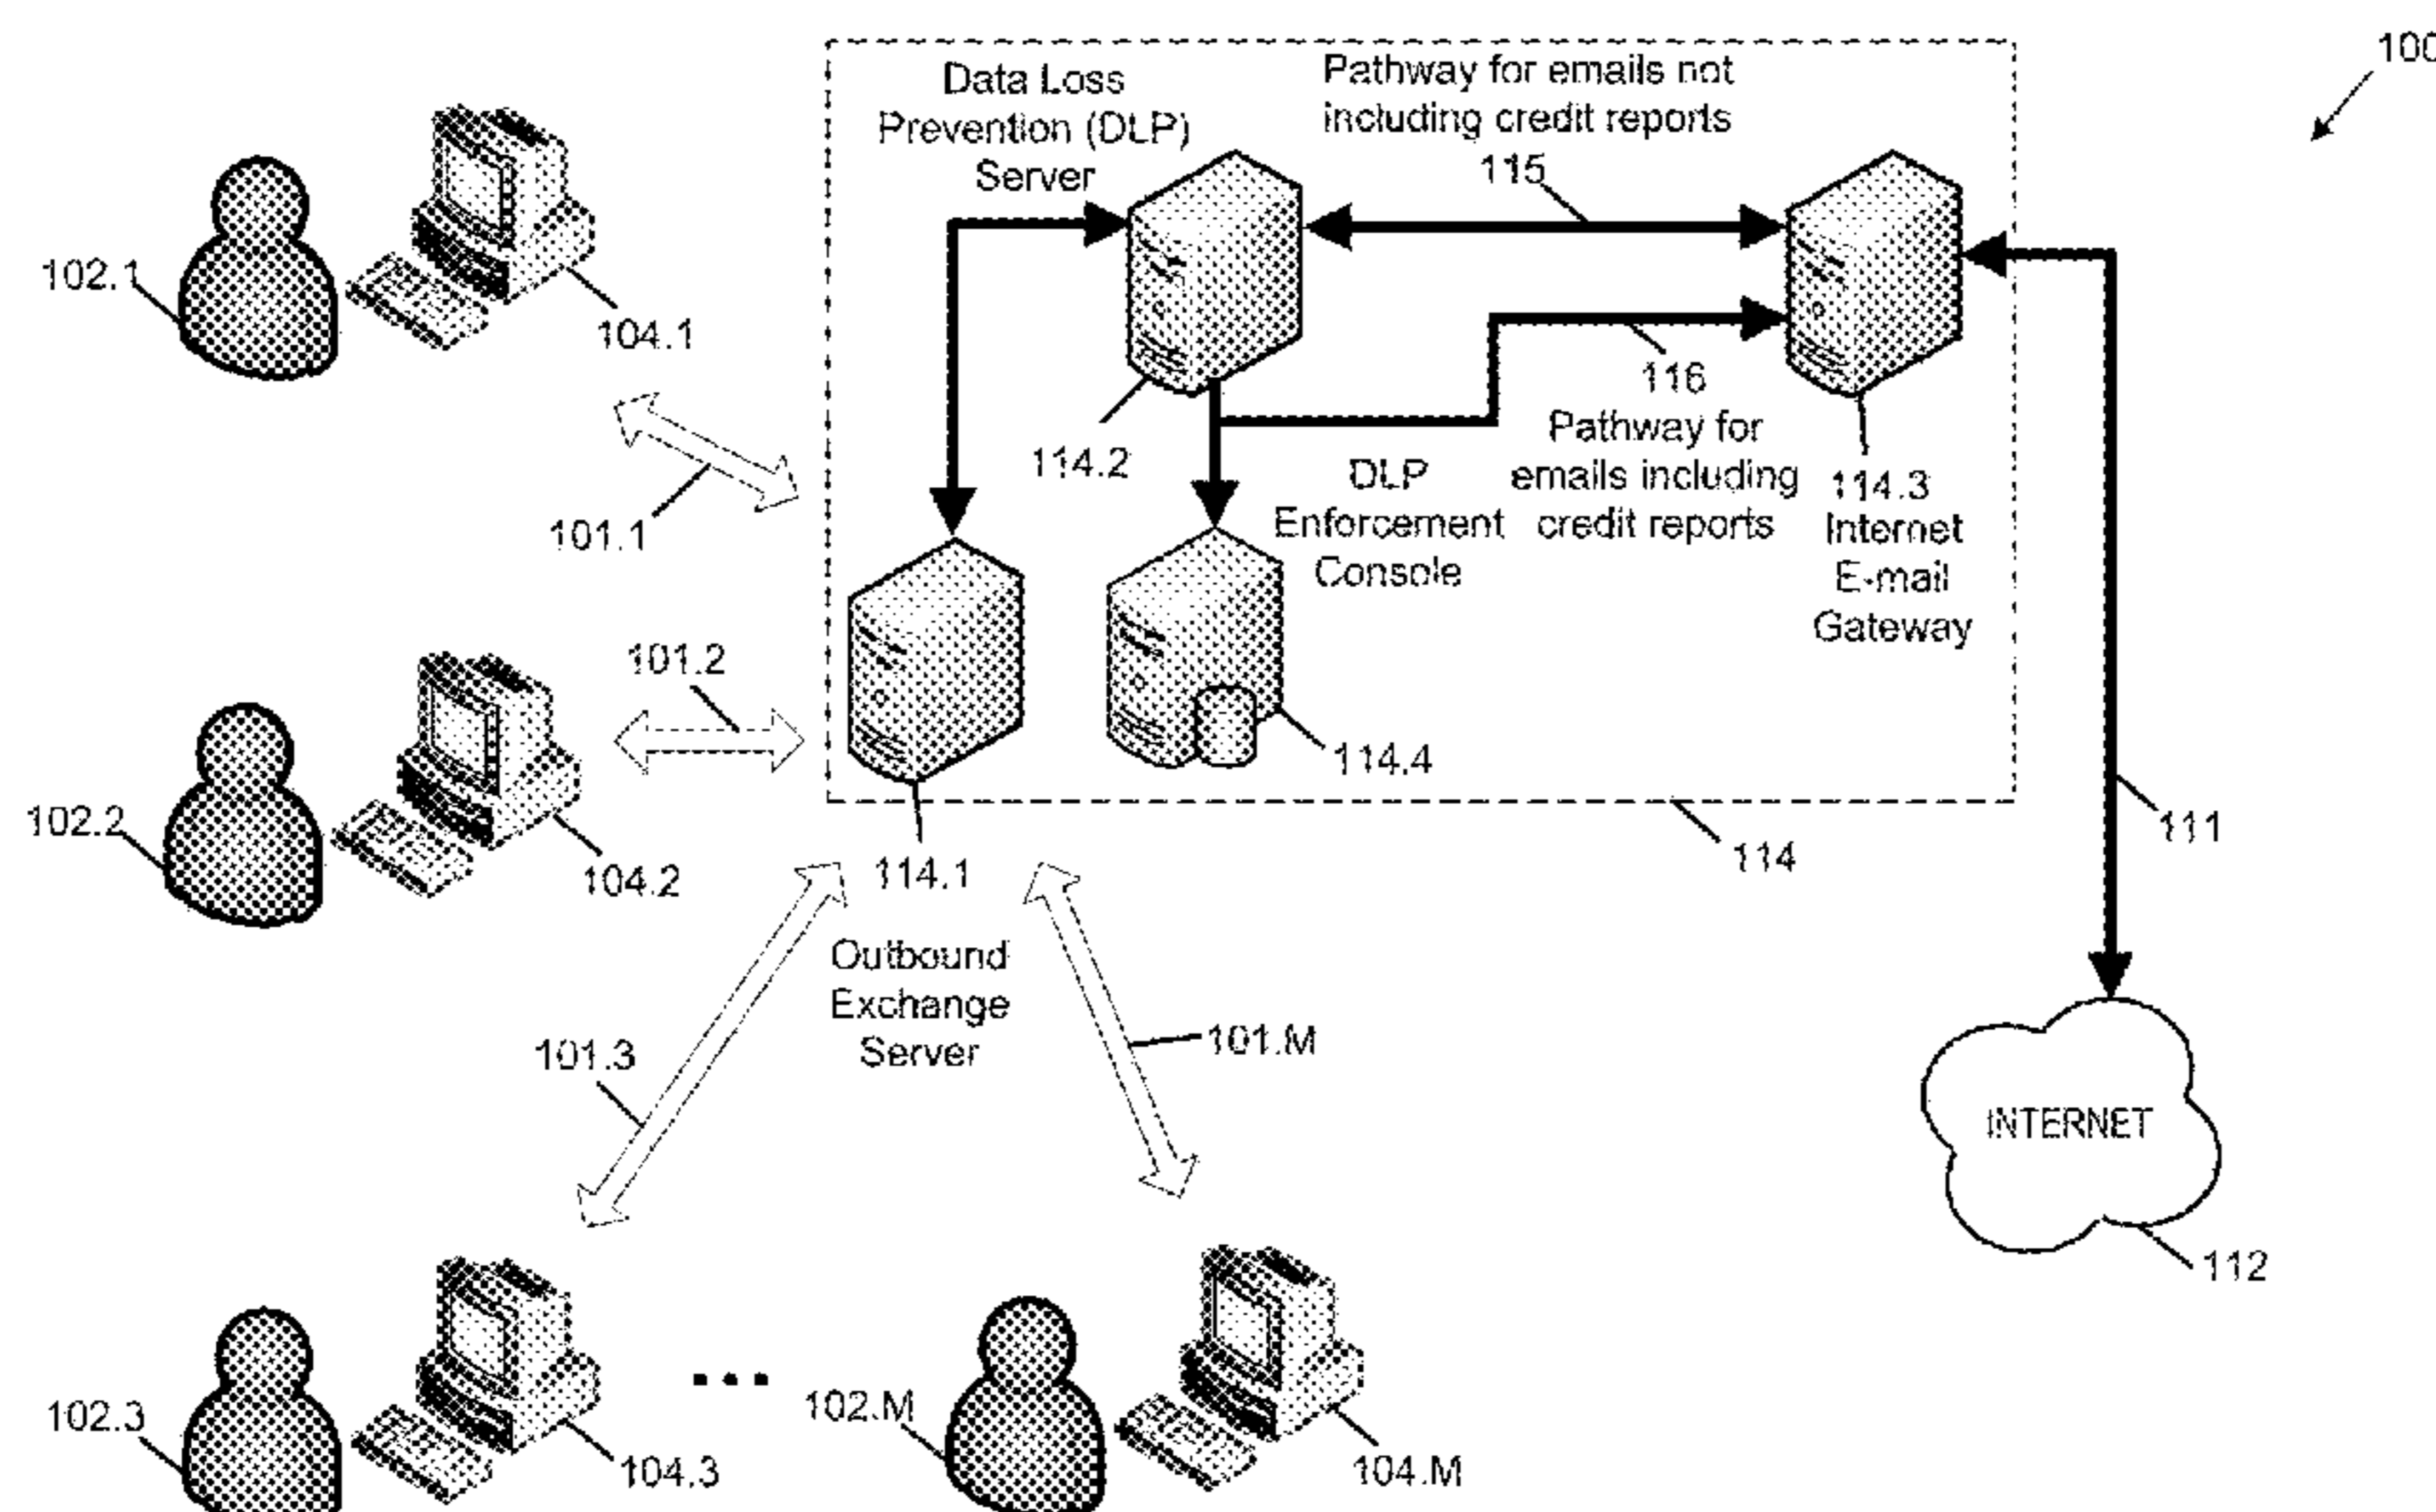 100
Data Loss
Prevention (DLP)
Server
Pathway for emails not
including credit reports
115
102.1
104.1
101.1
114.2
116
Pathway for
emails including
credit reports
DLP
Enforcement
Console
114.3
Internet
E-mail
Gateway
101.2
102.2
104.2
114.4
114
111
114.1
Outbound
Exchange
Server
101.3
101.M
INTERNET
112
102.3
104.3
...
102.M
104.M